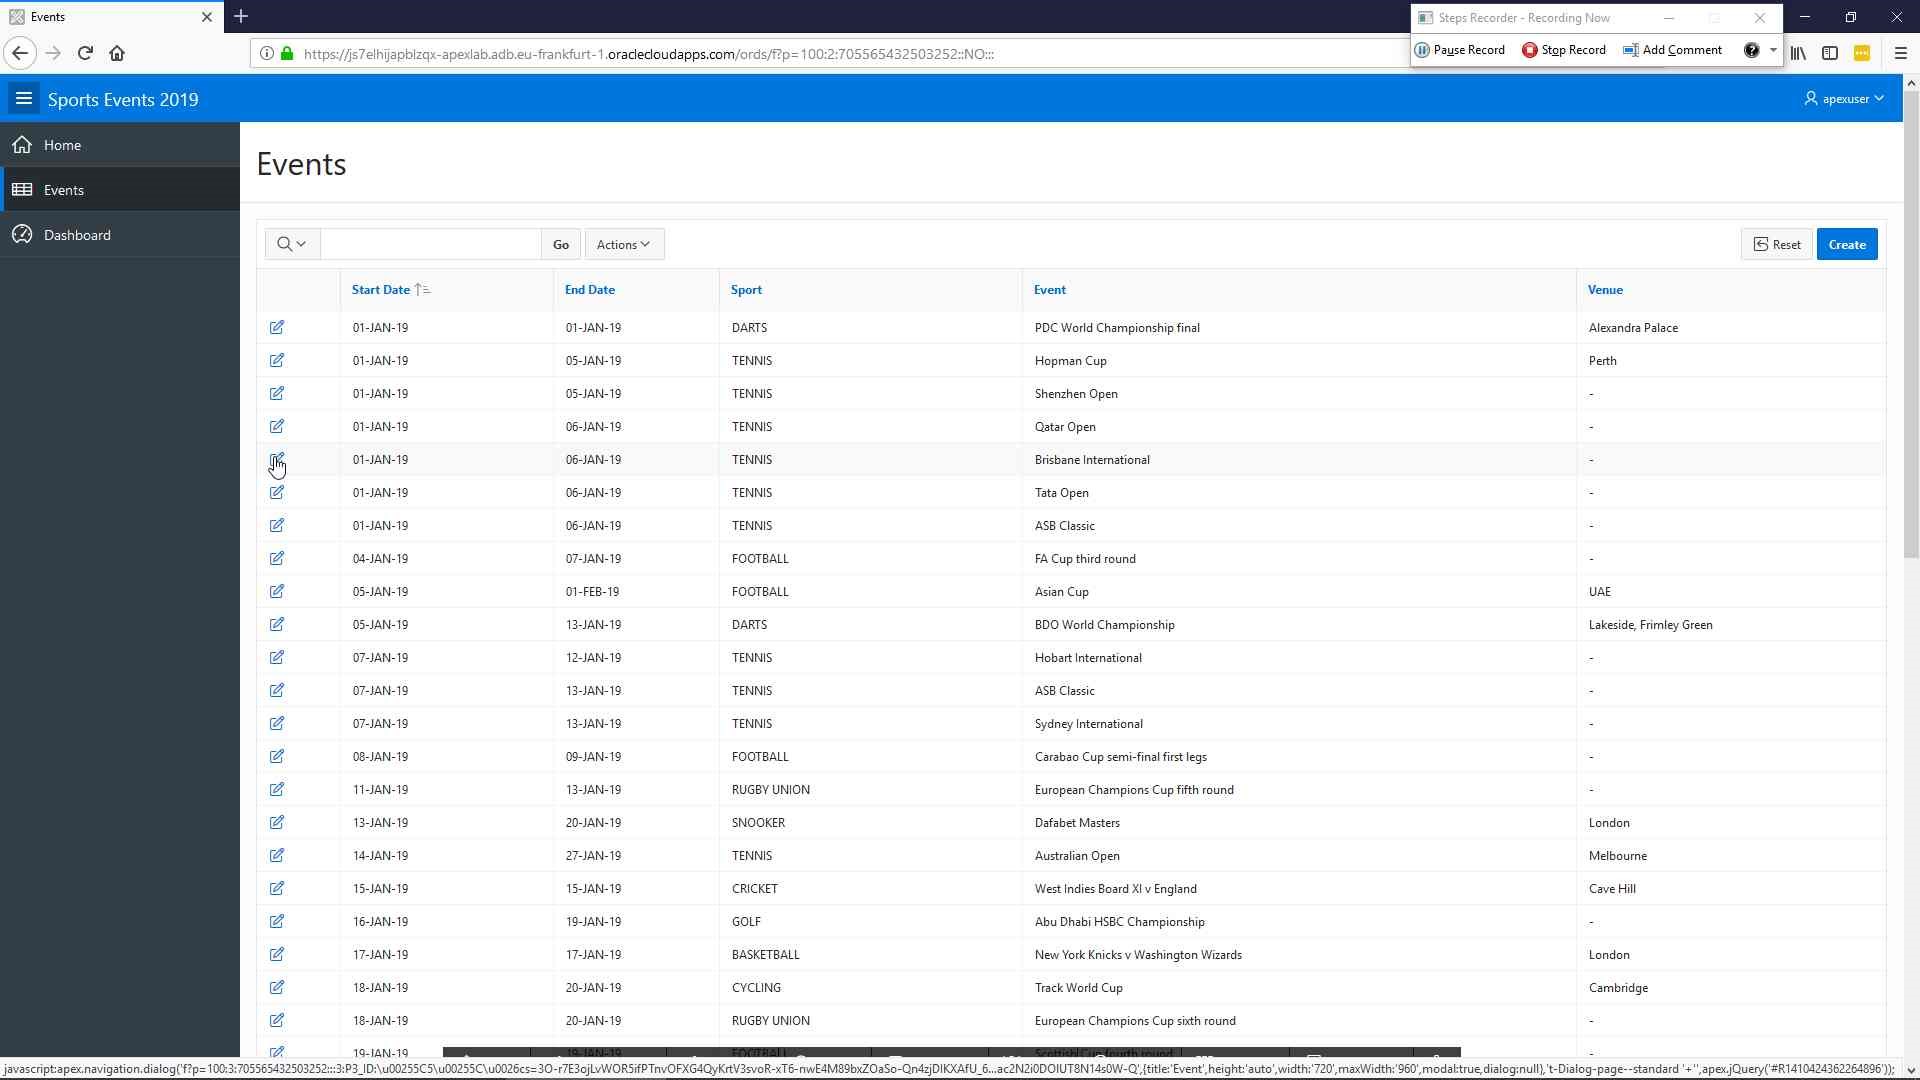 Events
Steps Recorder - Recording Now
https://js7elhijapblzqx-apexlab.adb.eu-frankfurt-1.oraclecloudapps.com/ords/f?p=100:2:705565432503252::NO:::
Pause Record Stop Record Add Comment
Sports Events 2019
apexuser
Home
Events
Dashboard
Events
Go Actions Reset Create
Start Date End Date Sport Event Venue
01-JAN-19 01-JAN-19 DARTS PDC World Championship final Alexandra Palace
01-JAN-19 05-JAN-19 TENNIS Hopman Cup Perth
01-JAN-19 05-JAN-19 TENNIS Shenzhen Open -
01-JAN-19 06-JAN-19 TENNIS Qatar Open -
01-JAN-19 06-JAN-19 TENNIS Brisbane International -
01-JAN-19 06-JAN-19 TENNIS Tata Open -
01-JAN-19 06-JAN-19 TENNIS ASB Classic -
04-JAN-19 07-JAN-19 FOOTBALL FA Cup third round -
05-JAN-19 01-FEB-19 FOOTBALL Asian Cup UAE
05-JAN-19 13-JAN-19 DARTS BDO World Championship Lakeside, Frimley Green
07-JAN-19 12-JAN-19 TENNIS Hobart International -
07-JAN-19 13-JAN-19 TENNIS ASB Classic -
07-JAN-19 13-JAN-19 TENNIS Sydney International -
08-JAN-19 09-JAN-19 FOOTBALL Carabao Cup semi-final first legs -
11-JAN-19 13-JAN-19 RUGBY UNION European Champions Cup fifth round -
13-JAN-19 20-JAN-19 SNOOKER Dafabet Masters London
14-JAN-19 27-JAN-19 TENNIS Australian Open Melbourne
15-JAN-19 15-JAN-19 CRICKET West Indies Board XI v England Cave Hill
16-JAN-19 19-JAN-19 GOLF Abu Dhabi HSBC Championship -
17-JAN-19 17-JAN-19 BASKETBALL New York Knicks v Washington Wizards London
18-JAN-19 20-JAN-19 CYCLING Track World Cup Cambridge
18-JAN-19 20-JAN-19 RUGBY UNION European Champions Cup sixth round -
19-JAN-19 19-JAN-19 FOOTBALL Scottish Cup fourth round -
javascript:apex.navigation.dialog('f?p=100:3:705565432503252:::3:P3_ID:\u00255C5\u00255C\u0026cs=3O-r7E3ojLvWOR5ifPTnvOFXG4QyKrtV3svoR-xT6-nwE4M89bxZOaSo-Qn4zjDIKXAfU_6...ac2N2i0DOIUT8N14s0W-Q',{title:'Event',height:'auto',width:'720',maxWidth:'960',modal:true,dialog:null},'t-Dialog-page--standard '+'',apex.jQuery('#R1410424362264896'));